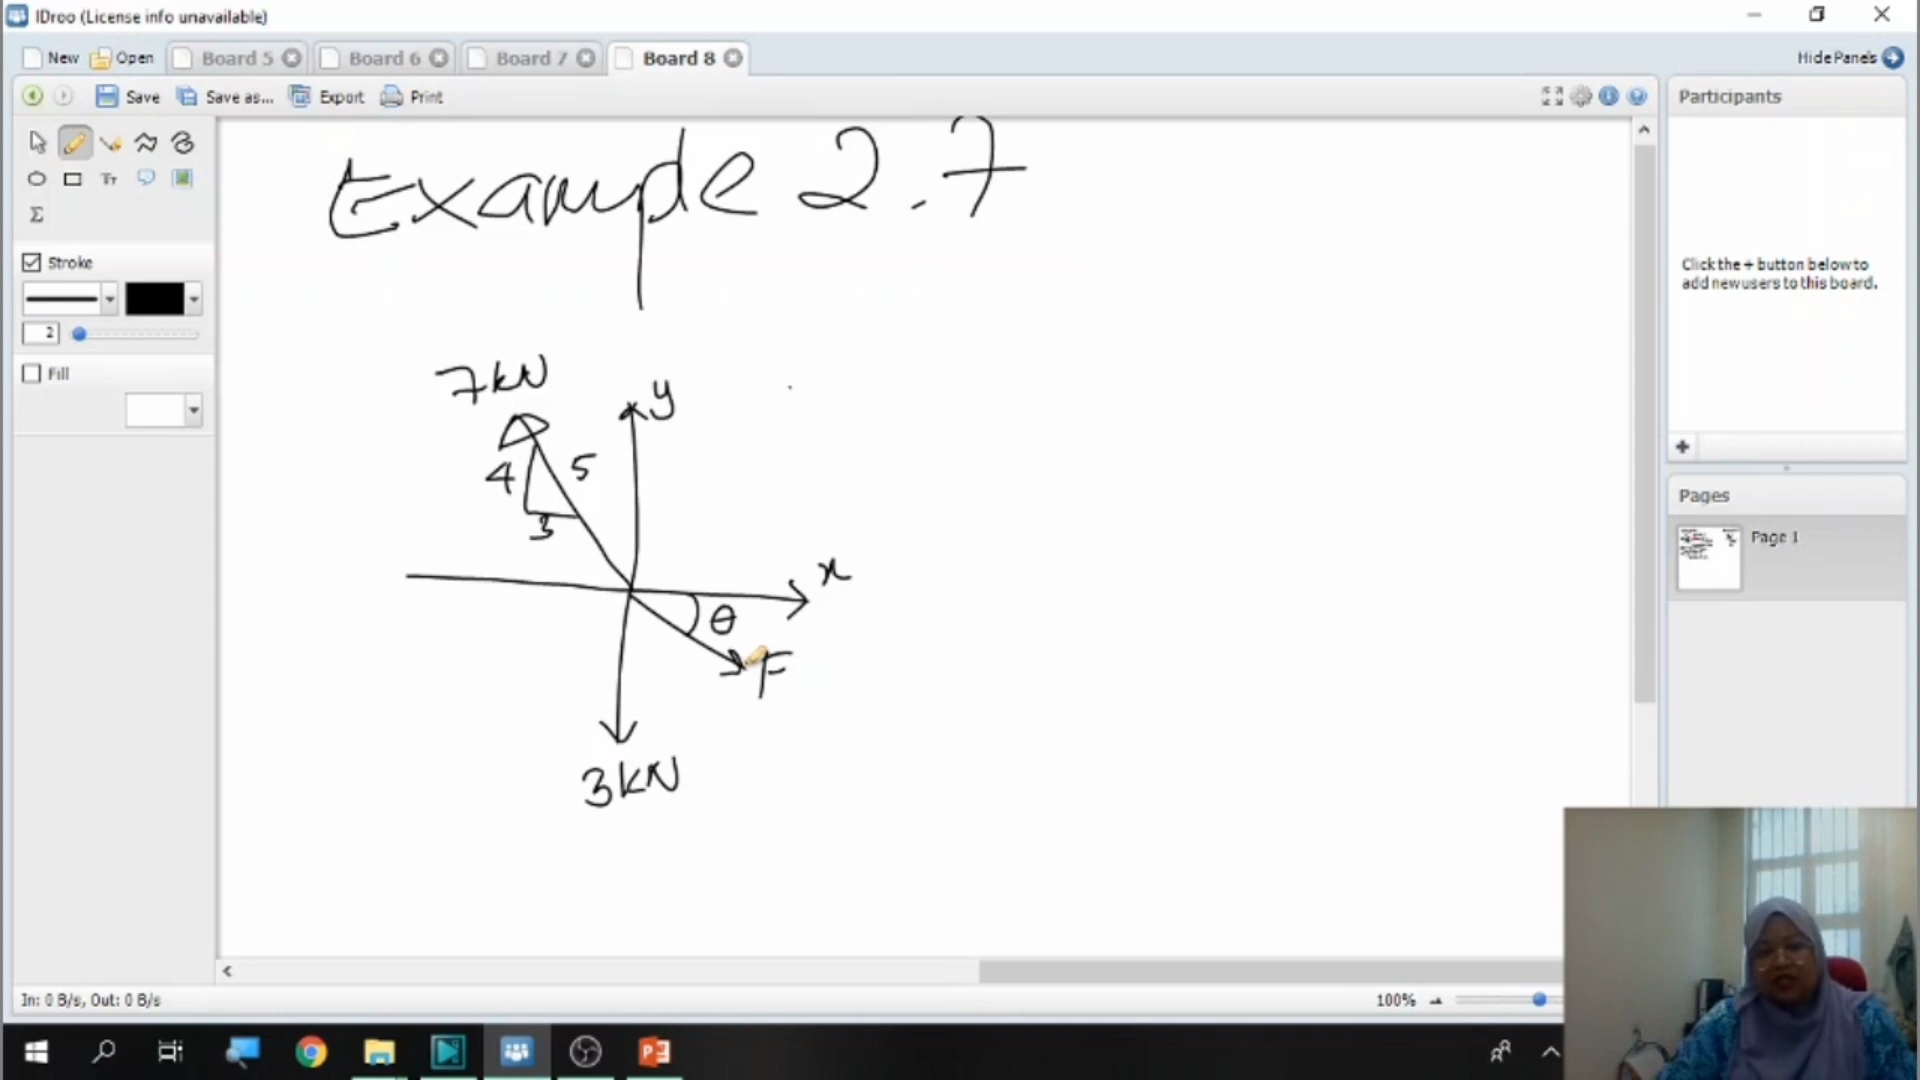 IDroo (License info unavailable)
New Open Board 5 Board 6 Board 7 Board 8 Hide Panels
Save Save as... Export Print
Participants
Example 2.7
Click the + button below to
add new users to this board.
Stroke
2
Fill
7kN
y
4 5
3
Pages
Page 1
x
θ
F
3kN
In: 0 B/s, Out: 0 B/s
100%